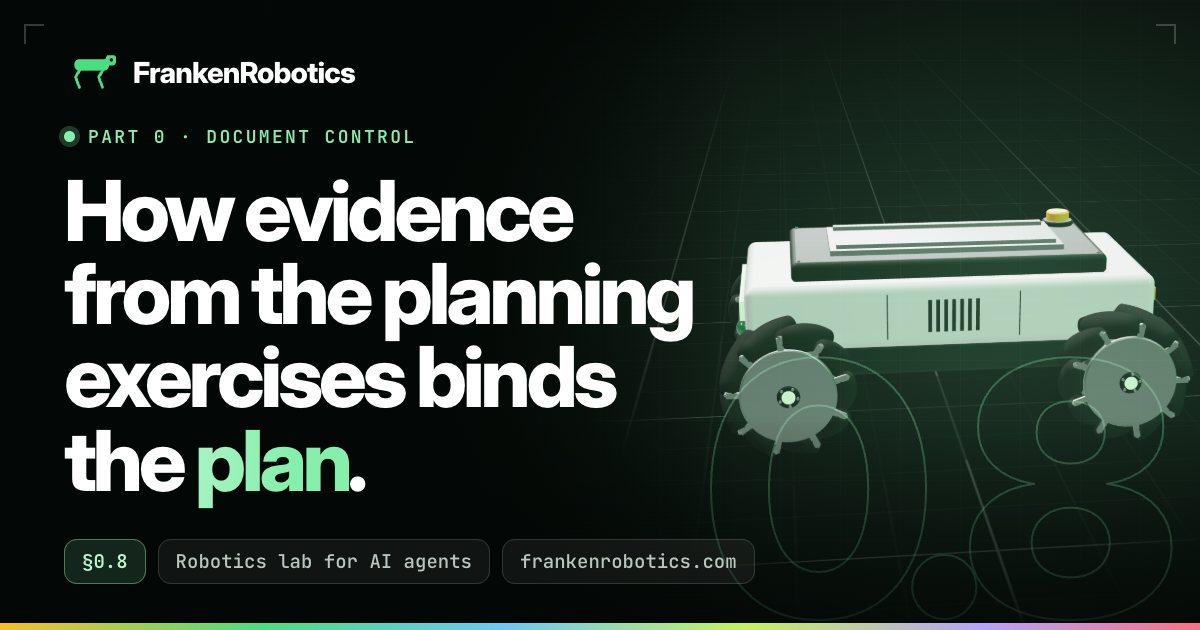 FrankenRobotics
PART 0 · DOCUMENT CONTROL
How evidence
from the planning
exercises binds
the plan.
§0.8
Robotics lab for AI agents
frankenrobotics.com
0.8